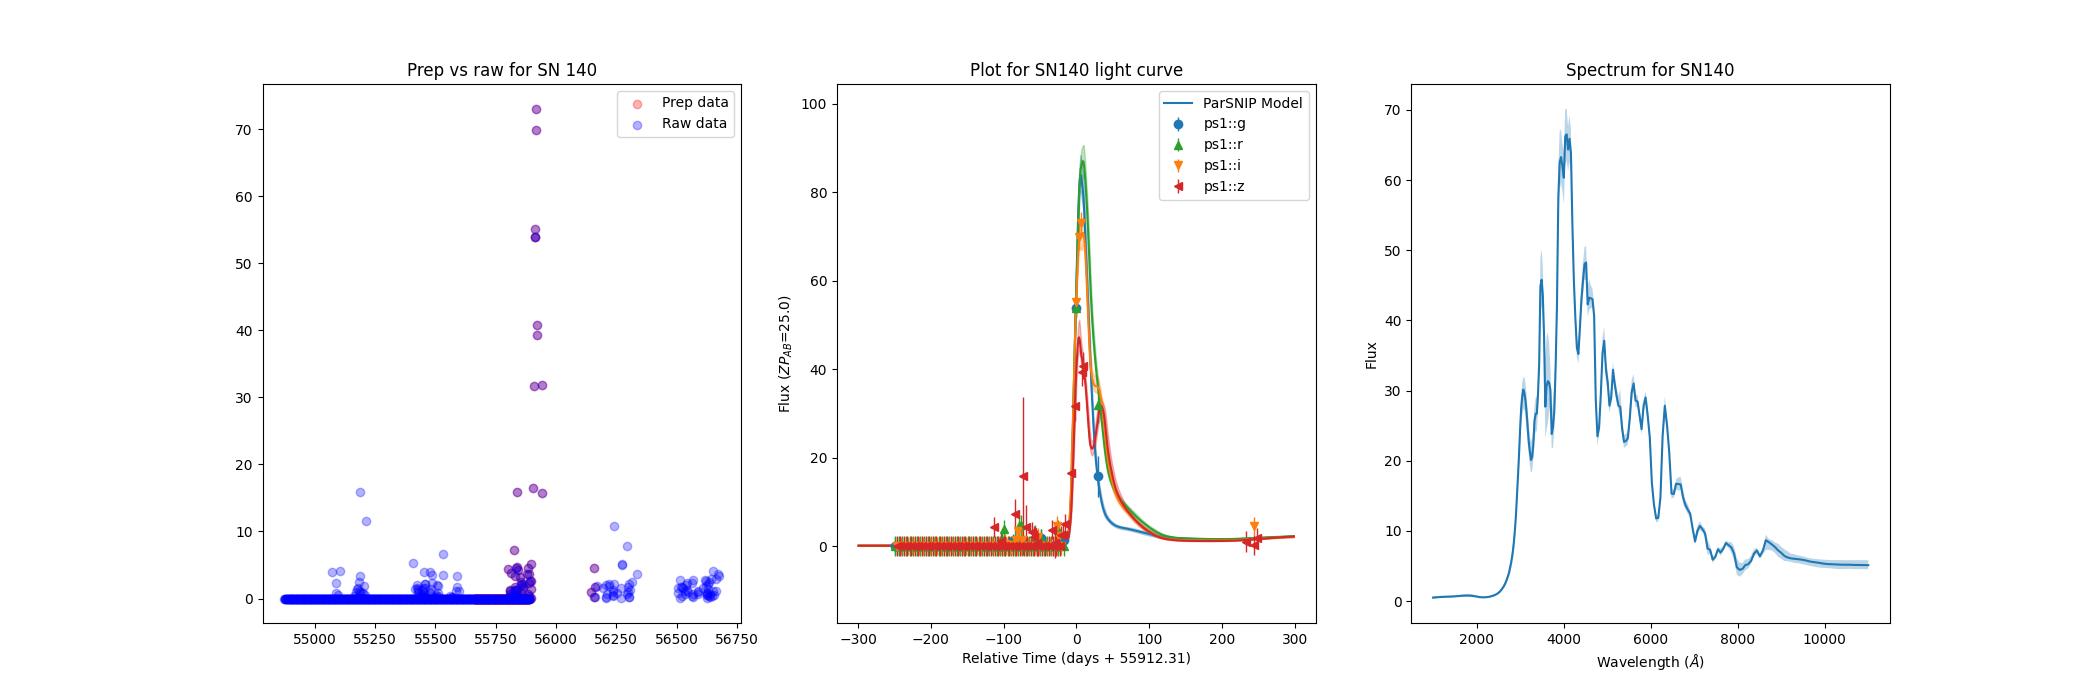 Prep vs raw for SN 140
Prep data
Raw data
70
60
50
40
30
20
10
0
55000 55250 55500 55750 56000 56250 56500 56750
Plot for SN140 light curve
ParSNIP Model
ps1::g
ps1::r
ps1::i
ps1::z
100
80
60
40
20
0
Flux ($ZP_{AB}$=25.0)
−300 −200 −100 0 100 200 300
Relative Time (days + 55912.31)
Spectrum for SN140
70
60
50
40
30
20
10
0
Flux
2000 4000 6000 8000 10000
Wavelength (Å)